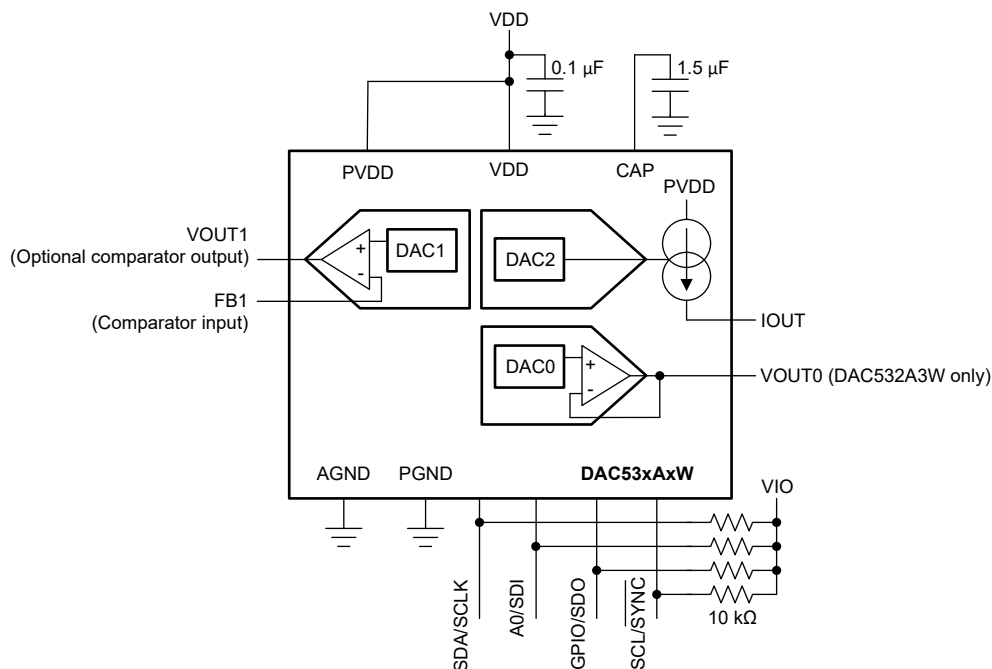 VDD
0.1 µF
1.5 µF
PVDD
VDD
CAP
PVDD
VOUT1
(Optional comparator output)
+
-
DAC1
DAC2
FB1
(Comparator input)
IOUT
DAC0
+
-
VOUT0 (DAC532A3W only)
AGND
PGND
DAC53xAxW
VIO
SDA/SCLK
A0/SDI
GPIO/SDO
SCL/SYNC
10 kΩ